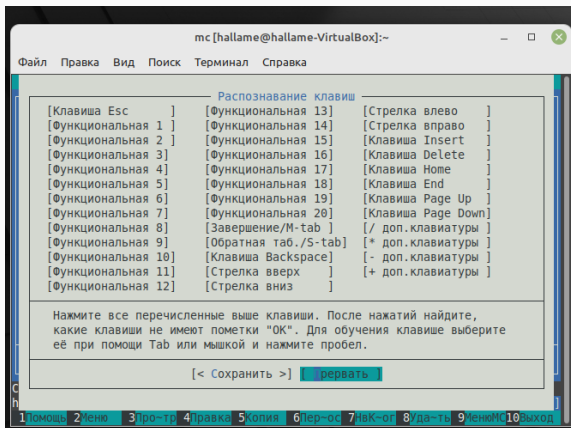 mc [hallame@hallame-VirtualBox]:~
Файл Правка Вид Поиск Терминал Справка
Распознавание клавиш
[Клавиша Esc ] [Функциональная 13] [Стрелка влево ]
[Функциональная 1 ] [Функциональная 14] [Стрелка вправо ]
[Функциональная 2 ] [Функциональная 15] [Клавиша Insert ]
[Функциональная 3] [Функциональная 16] [Клавиша Delete ]
[Функциональная 4] [Функциональная 17] [Клавиша Home ]
[Функциональная 5] [Функциональная 18] [Клавиша End ]
[Функциональная 6] [Функциональная 19] [Клавиша Page Up ]
[Функциональная 7] [Функциональная 20] [Клавиша Page Down]
[Функциональная 8] [Завершение/M-tab ] [/ доп.клавиатуры ]
[Функциональная 9] [Обратная таб./S-tab] [* доп.клавиатуры ]
[Функциональная 10] [Клавиша Backspace] [- доп.клавиатуры ]
[Функциональная 11] [Стрелка вверх ] [+ доп.клавиатуры ]
[Функциональная 12] [Стрелка вниз ]
Нажмите все перечисленные выше клавиши. После нажатий найдите,
какие клавиши не имеют пометки "OK". Для обучения клавише выберите
её при помощи Tab или мышкой и нажмите пробел.
[< Сохранить >] [ Прервать ]
1Помощь 2Меню 3Про~тр 4Правка 5Копия 6Пер~ос 7НвК~ог 8Уда~ть 9МенюMC 10Выход